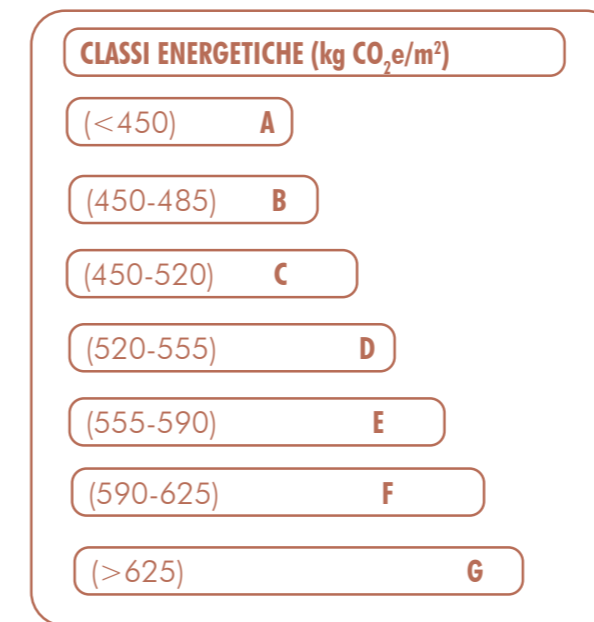 CLASSI ENERGETICHE (kg CO₂e/m²)
(<450) A
(450-485) B
(450-520) C
(520-555) D
(555-590) E
(590-625) F
(>625) G